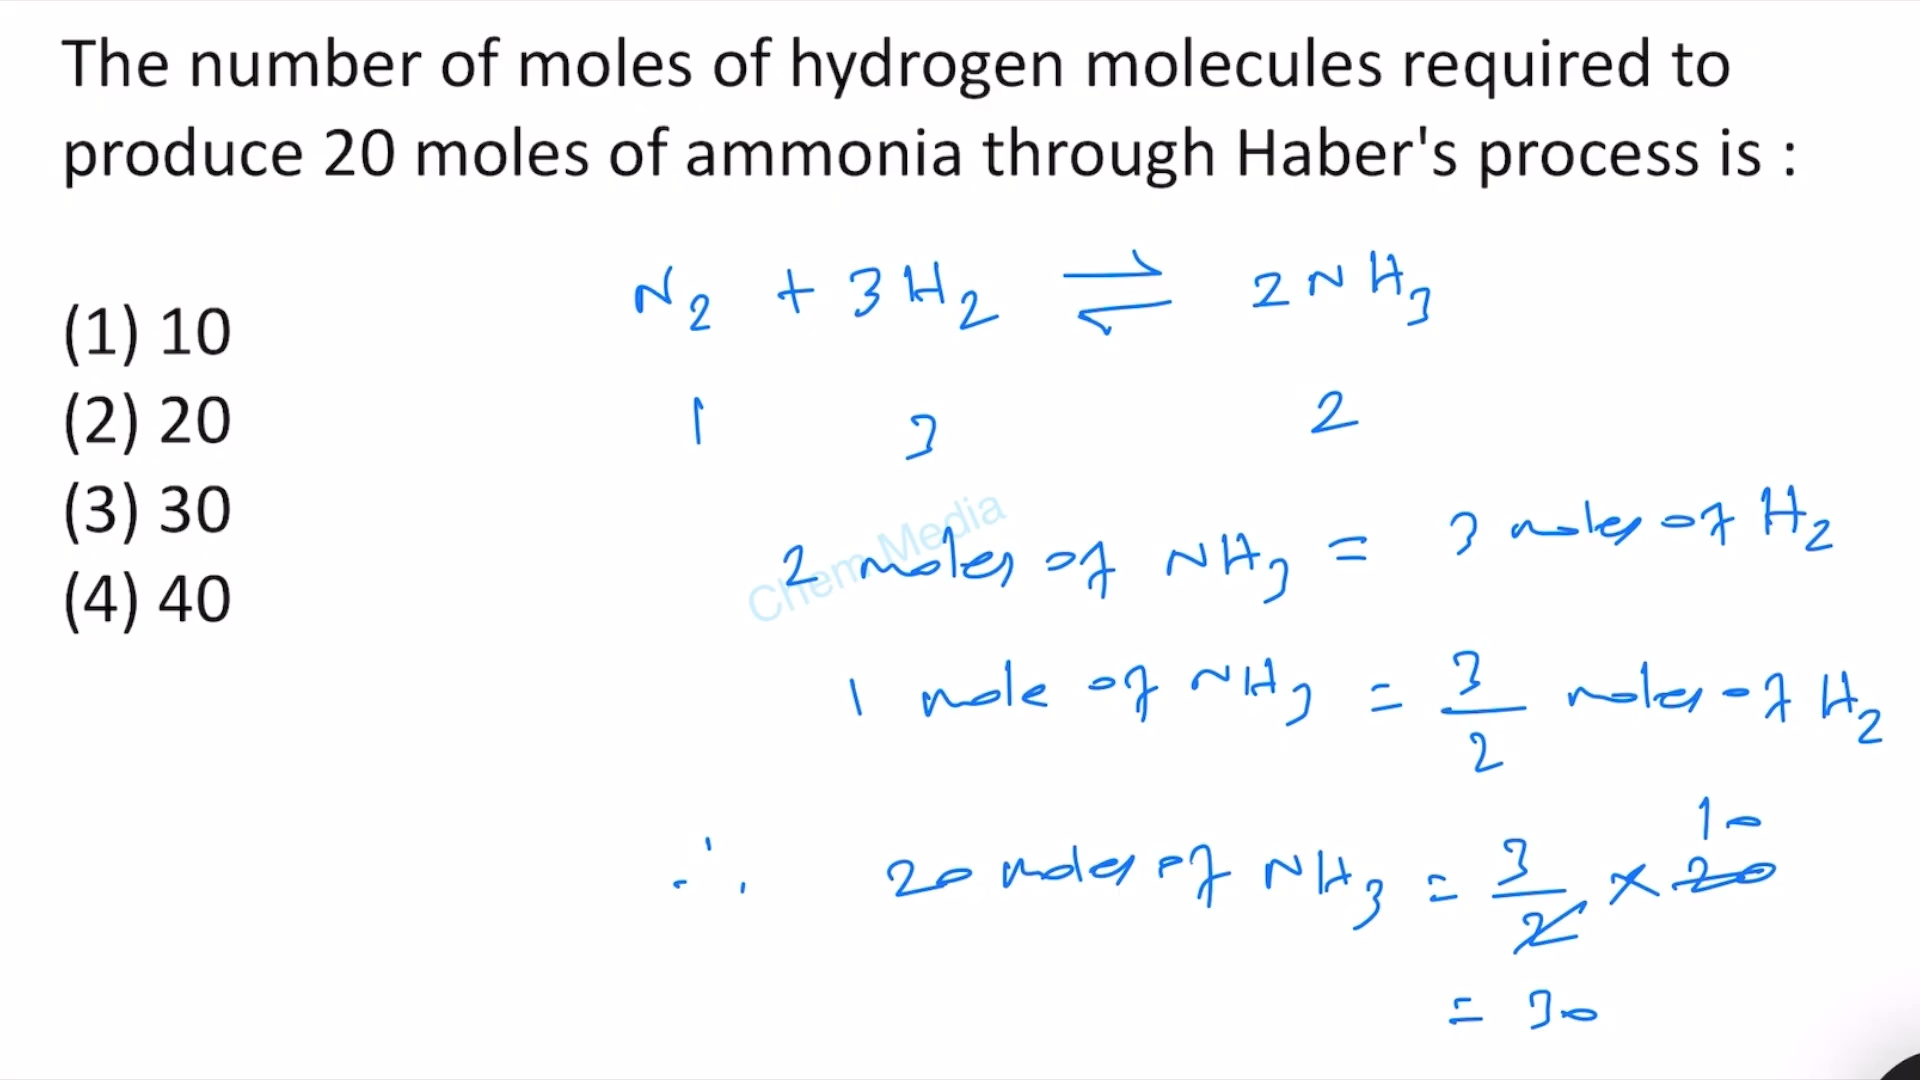 The number of moles of hydrogen molecules required to
produce 20 moles of ammonia through Haber's process is :
(1) 10
(2) 20
(3) 30
(4) 40
N₂ + 3H₂ ⇌ 2NH₃
1 3 2
2 moles of NH₃ = 3 moles of H₂
1 mole of NH₃ = 3/2 moles of H₂
∴ 20 moles of NH₃ = 3/2 × 20 10
= 30
Chem Media